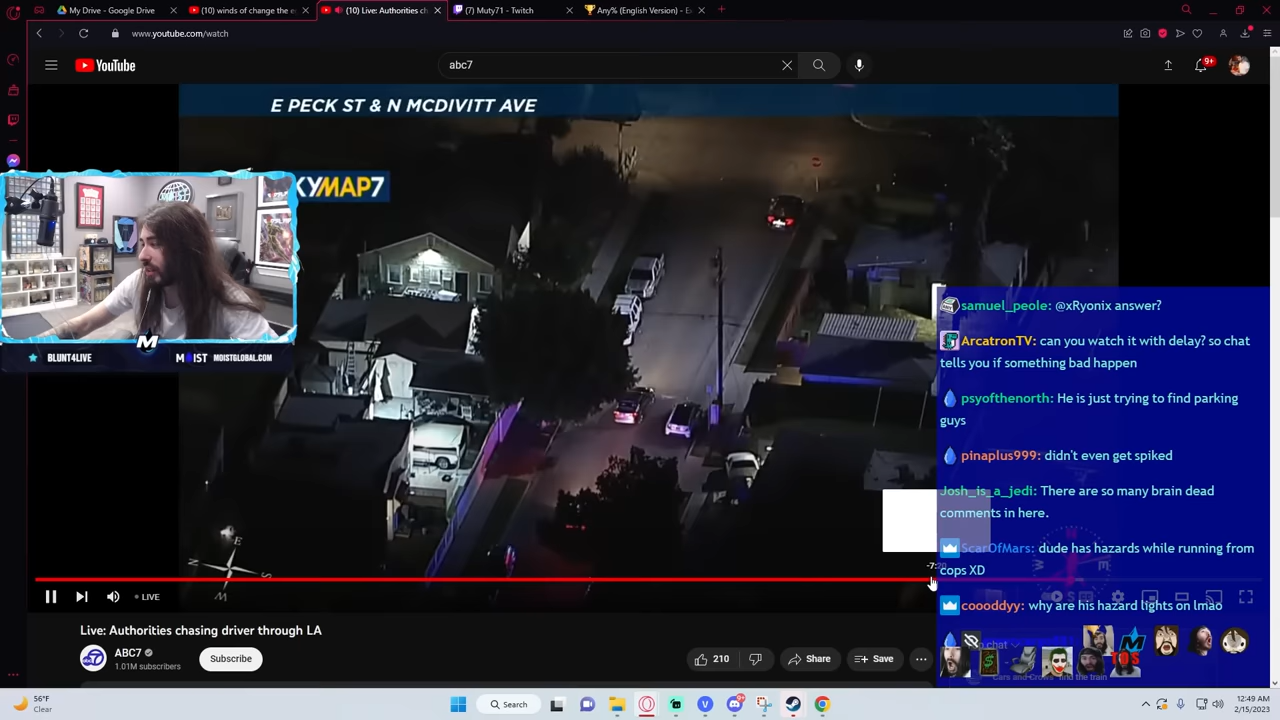 My Drive - Google Drive
(10) winds of change the e
(10) Live: Authorities ch
(7) Muty71 - Twitch
Any% (English Version) - E
www.youtube.com/watch
YouTube
abc7
9+
E PECK ST & N MCDIVITT AVE
KYMAP7
BLUNT4LIVE
M IST MOISTGLOBAL.COM
samuel_peole: @xRyonix answer?
ArcatronTV: can you watch it with delay? so chat
tells you if something bad happen
psyofthenorth: He is just trying to find parking
guys
pinaplus999: didn't even get spiked
Josh_is_a_jedi: There are so many brain dead
comments in here.
ScarOfMars: dude has hazards while running from
cops XD
coooddyy: why are his hazard lights on lmao
E
S
M
LIVE
Live: Authorities chasing driver through LA
ABC7
1.01M subscribers
Subscribe
210
Share
Save
TOS
56°F
Clear
Search
12:49 AM
2/15/2023